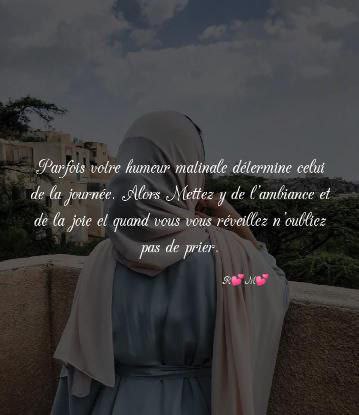 Parfois votre humeur matinale détermine celui
de la journée. Alors Mettez y de l'ambiance et
de la joie et quand vous vous réveillez n'oubliez
pas de prier.
R💕M💕